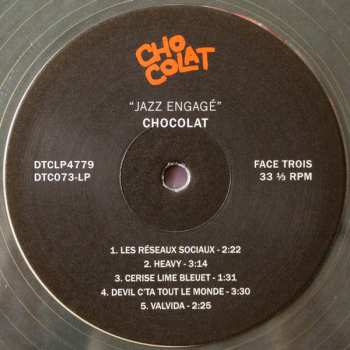 CHO
COLAT
"JAZZ ENGAGÉ"
CHOCOLAT
DTCLP4779
DTC073-LP
FACE TROIS
33 ⅓ RPM
1. LES RÉSEAUX SOCIAUX - 2:22
2. HEAVY - 3:14
3. CERISE LIME BLEUET - 1:31
4. DEVIL C'TA TOUT LE MONDE - 3:30
5. VALVIDA - 2:25